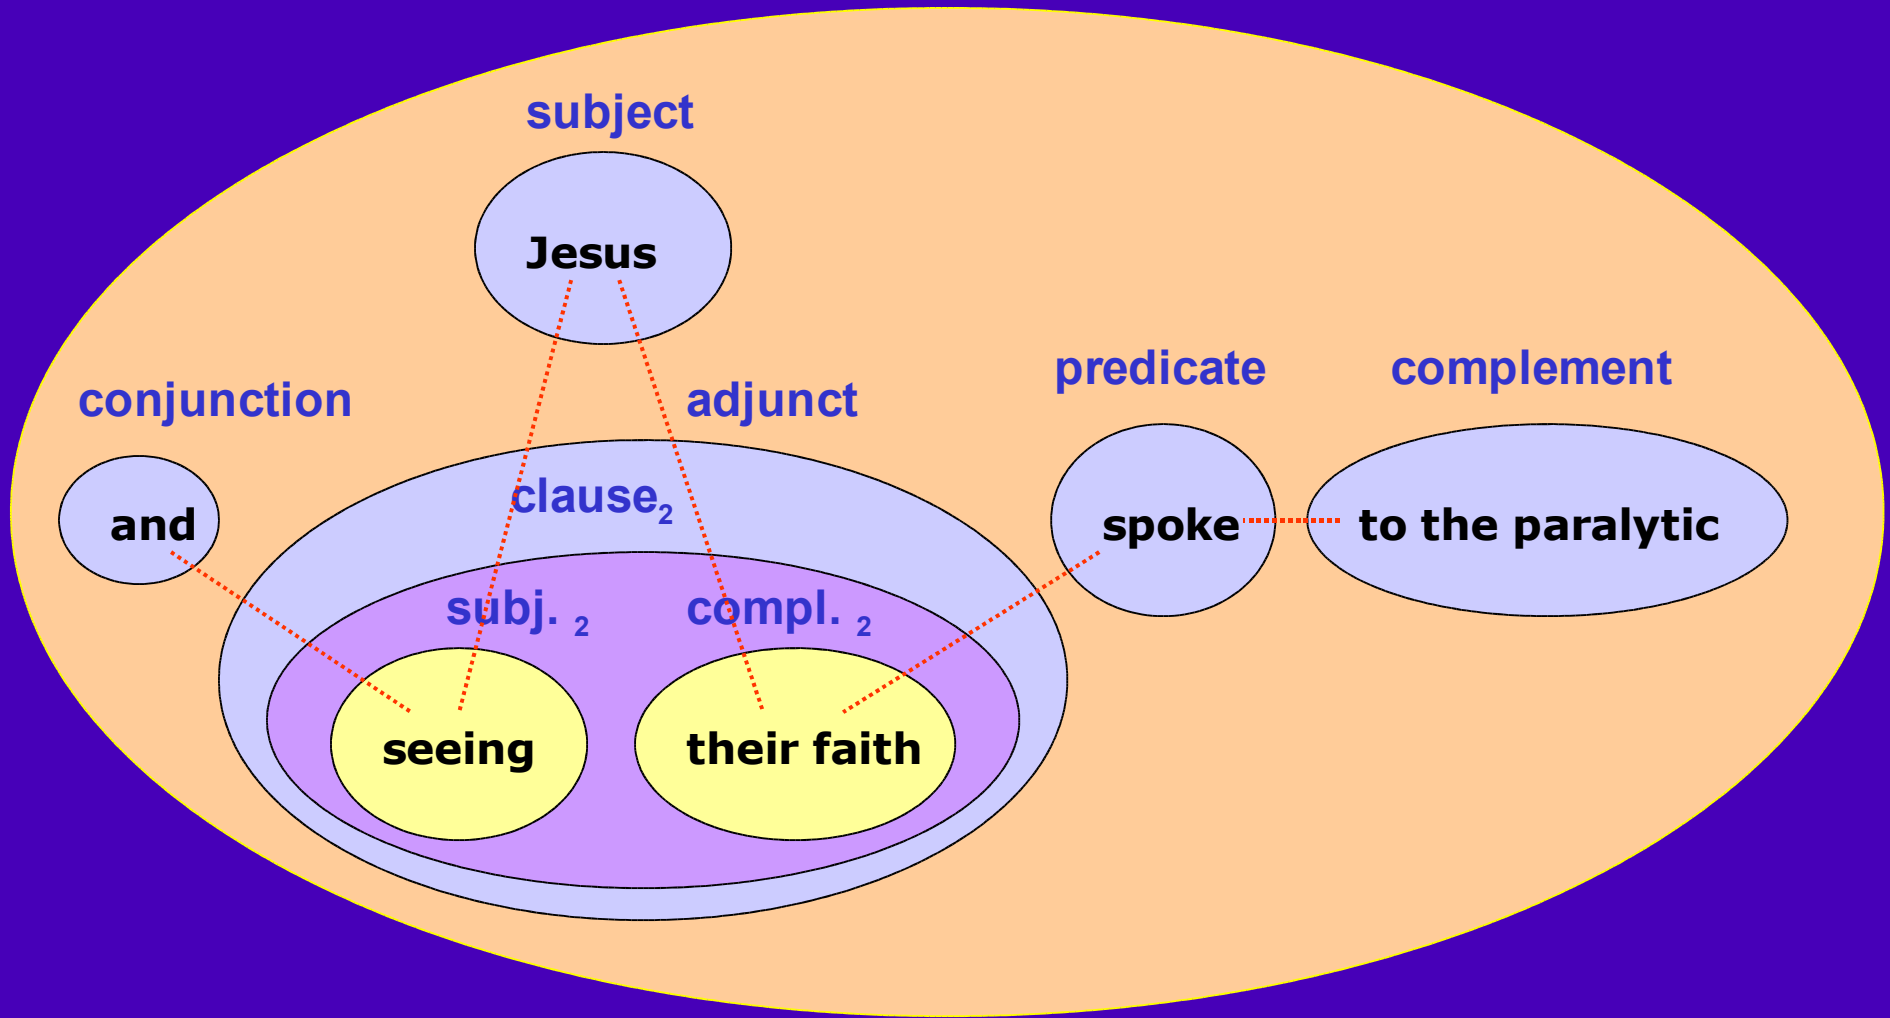 subject
Jesus
predicate
complement
conjunction
adjunct
clause2
and
spoke
to the paralytic
subj. 2
compl. 2
seeing
their faith